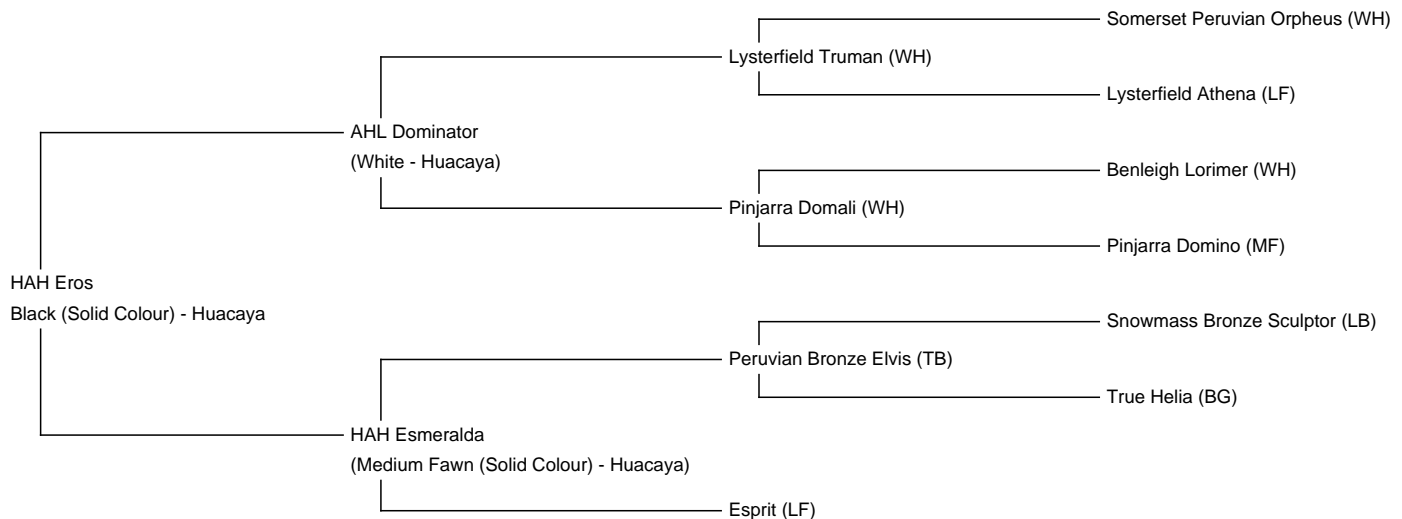 Somerset Peruvian Orpheus (WH)
Lysterfield Truman (WH)
Lysterfield Athena (LF)
AHL Dominator
(White - Huacaya)
Benleigh Lorimer (WH)
Pinjarra Domali (WH)
Pinjarra Domino (MF)
HAH Eros
Black (Solid Colour) - Huacaya
Snowmass Bronze Sculptor (LB)
Peruvian Bronze Elvis (TB)
True Helia (BG)
HAH Esmeralda
(Medium Fawn (Solid Colour) - Huacaya)
Esprit (LF)